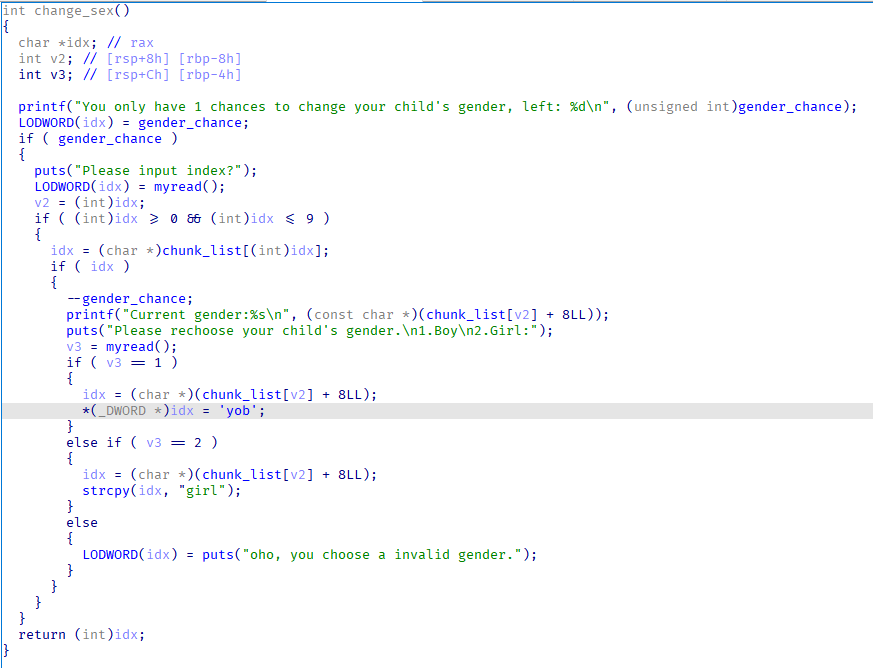 int change_sex()
{
  char *idx; // rax
  int v2; // [rsp+8h] [rbp-8h]
  int v3; // [rsp+Ch] [rbp-4h]

  printf("You only have 1 chances to change your child's gender, left: %d\n", (unsigned int)gender_chance);
  LODWORD(idx) = gender_chance;
  if ( gender_chance )
  {
    puts("Please input index?");
    LODWORD(idx) = myread();
    v2 = (int)idx;
    if ( (int)idx >= 0 && (int)idx <= 9 )
    {
      idx = (char *)chunk_list[(int)idx];
      if ( idx )
      {
        --gender_chance;
        printf("Current gender:%s\n", (const char *)(chunk_list[v2] + 8LL));
        puts("Please rechoose your child's gender.\n1.Boy\n2.Girl:");
        v3 = myread();
        if ( v3 == 1 )
        {
          idx = (char *)(chunk_list[v2] + 8LL);
          *(_DWORD *)idx = 'yob';
        }
        else if ( v3 == 2 )
        {
          idx = (char *)(chunk_list[v2] + 8LL);
          strcpy(idx, "girl");
        }
        else
        {
          LODWORD(idx) = puts("oho, you choose a invalid gender.");
        }
      }
    }
  }
  return (int)idx;
}